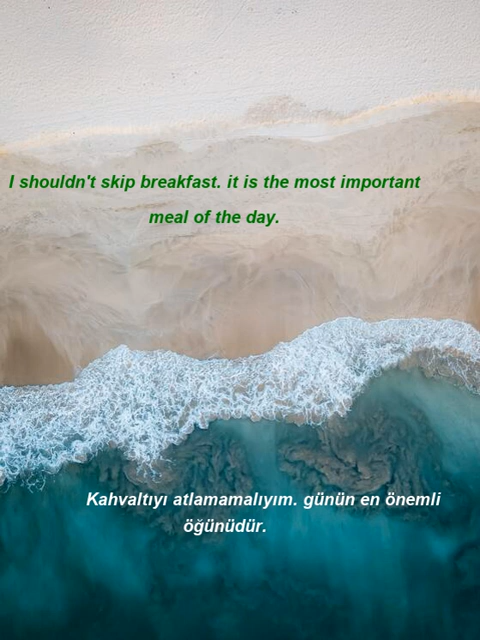 I shouldn't skip breakfast. it is the most important
meal of the day.
Kahvaltıyı atlamamalıyım. günün en önemli
öğünüdür.